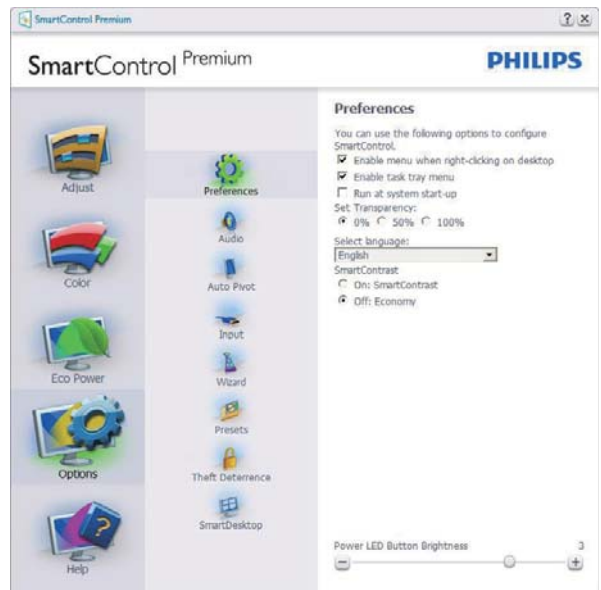 SmartControl Premium
SmartControl Premium
PHILIPS
Adjust
Color
Eco Power
Options
Help
Preferences
Audio
Auto Pivot
Input
Wizard
Presets
Theft Deterrence
SmartDesktop
Preferences
You can use the following options to configure
SmartControl.
Enable menu when right-clicking on desktop
Enable task tray menu
Run at system start-up
Set Transparency:
0% 50% 100%
Select language:
English
SmartContrast
On: SmartContrast
Off: Economy
Power LED Button Brightness 3